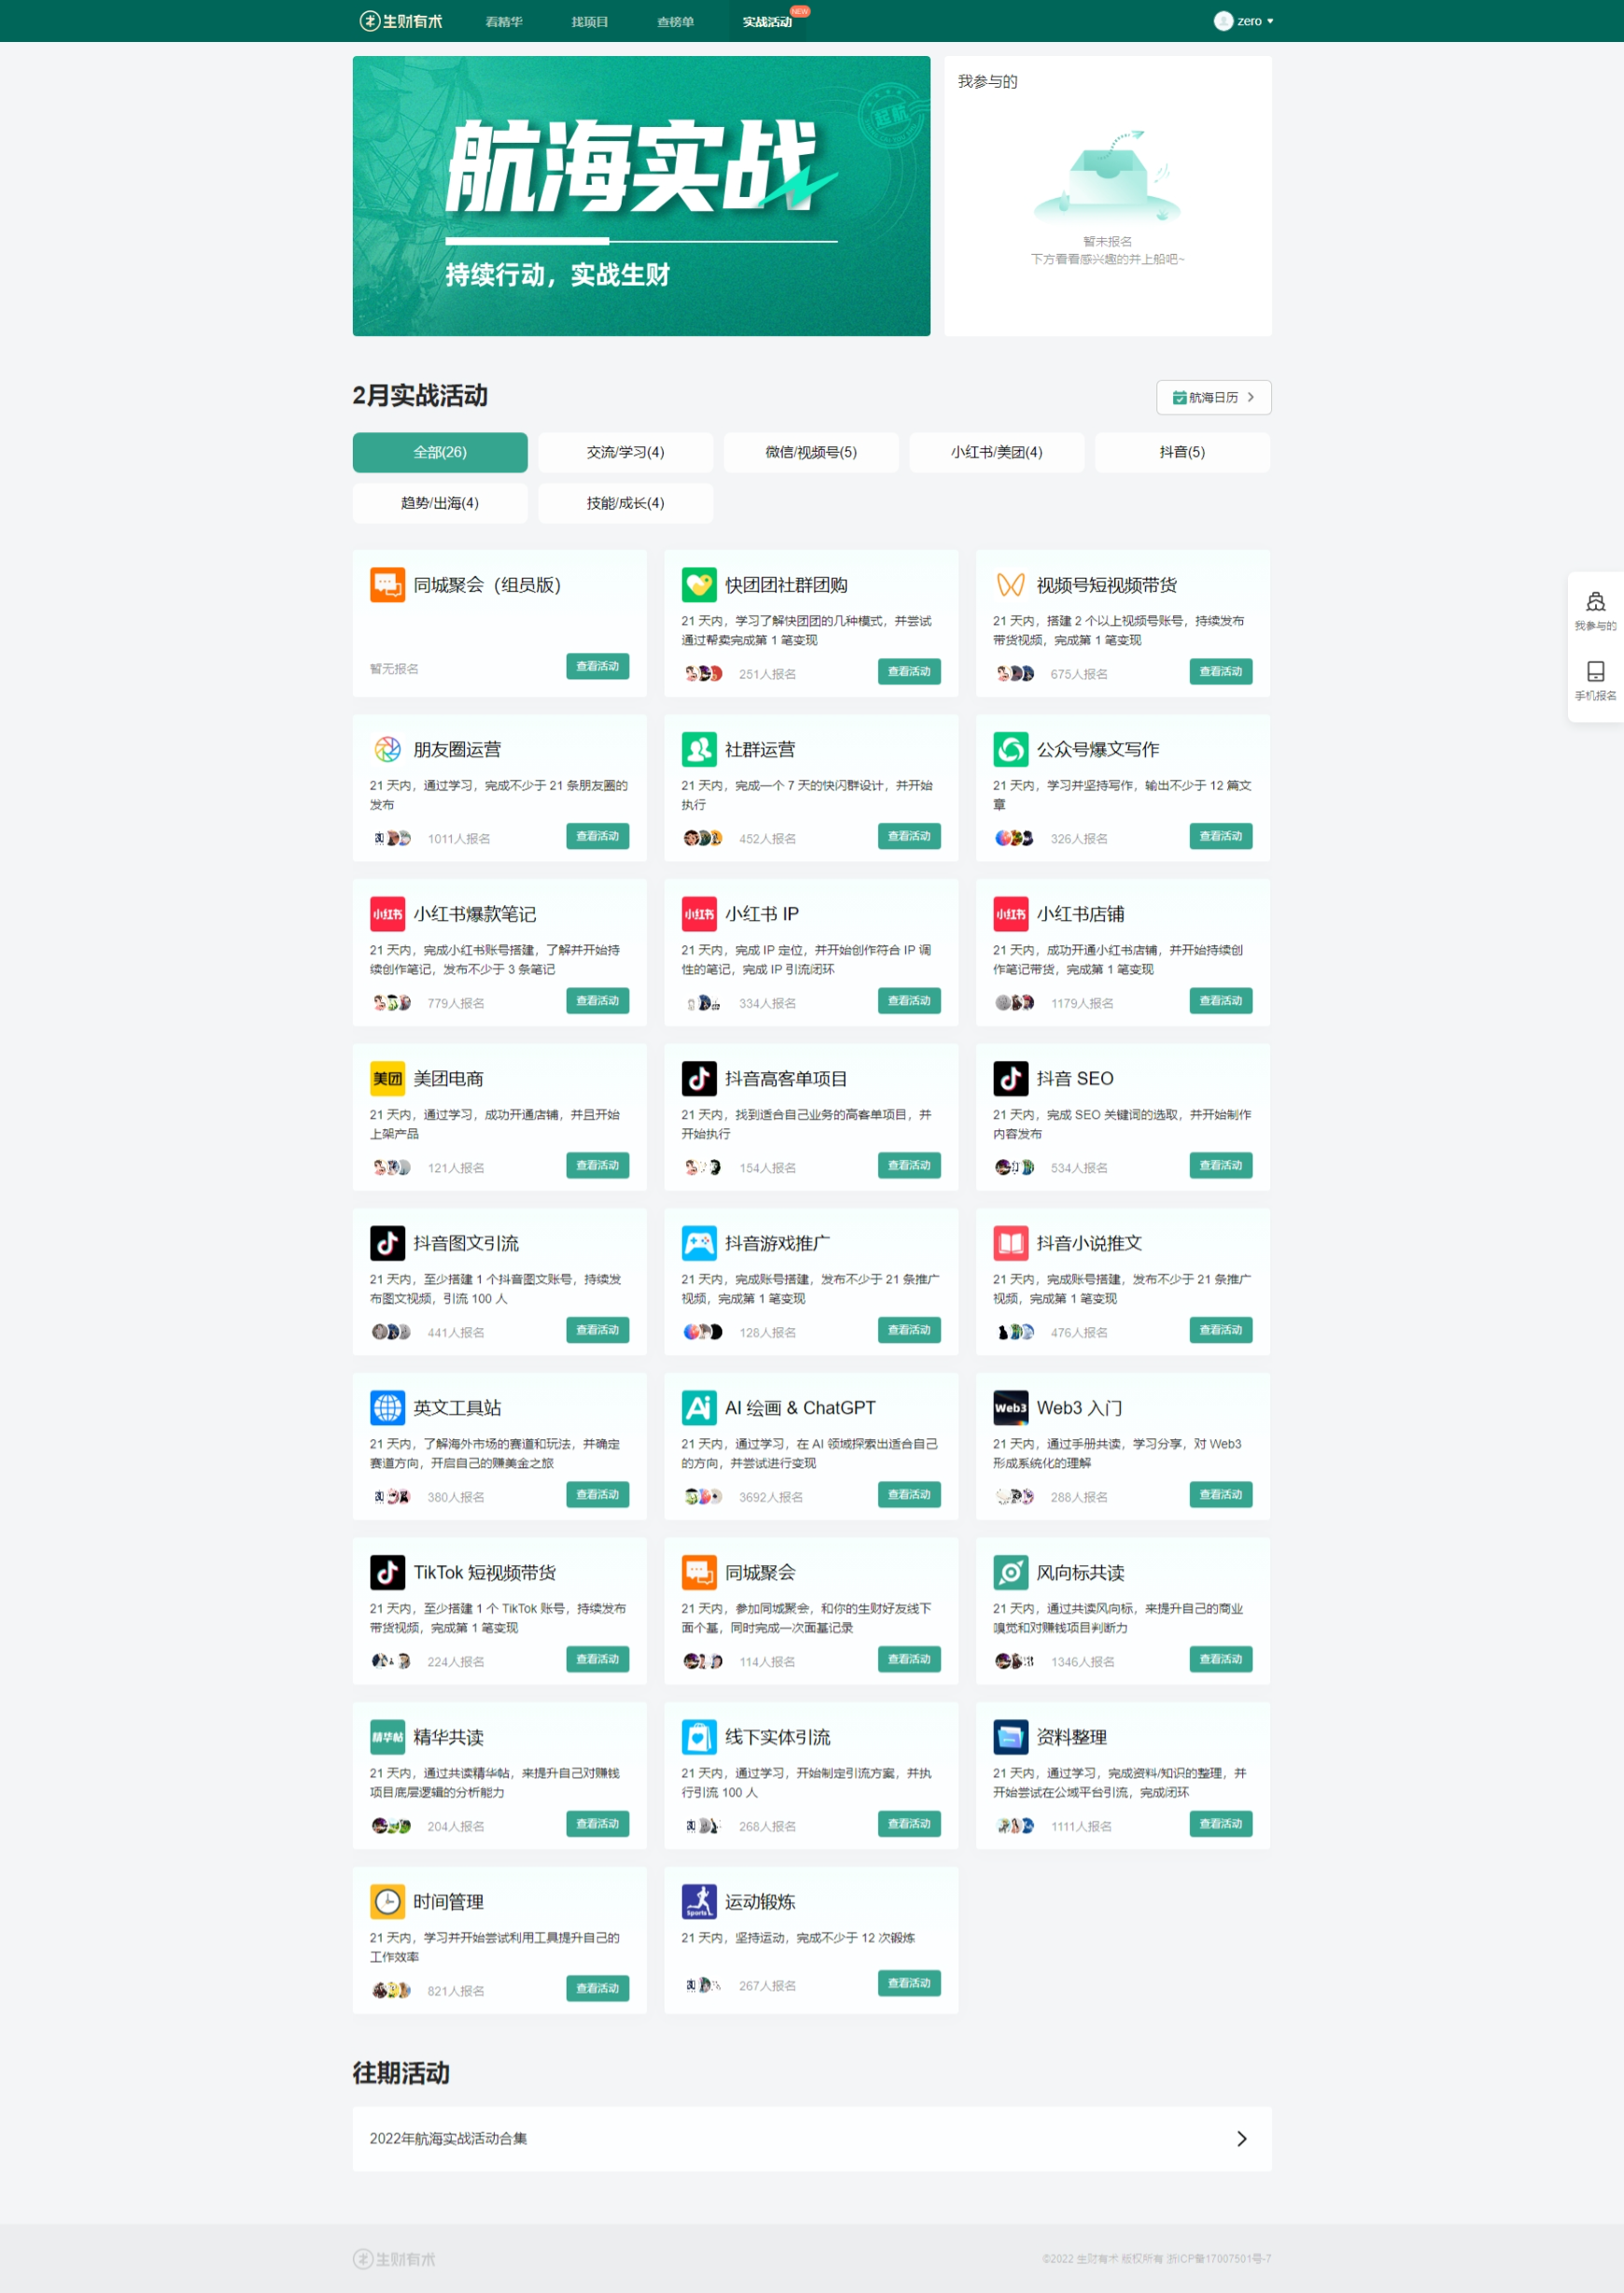 生财有术
看精华
找项目
查榜单
实战活动
NEW
zero
航海实战
持续行动，实战生财
起航
我参与的
暂未报名
下方看看感兴趣的并上船吧~
2月实战活动
航海日历
全部(26)
交流/学习(4)
微信/视频号(5)
小红书/美团(4)
抖音(5)
趋势/出海(4)
技能/成长(4)
同城聚会（组员版）
暂无报名
查看活动
快团团社群团购
21 天内，学习了解快团团的几种模式，并尝试
通过帮卖完成第 1 笔变现
251人报名
查看活动
视频号短视频带货
21 天内，搭建 2 个以上视频号账号，持续发布
带货视频，完成第 1 笔变现
675人报名
查看活动
我参与的
手机报名
朋友圈运营
21 天内，通过学习，完成不少于 21 条朋友圈的
发布
1011人报名
查看活动
社群运营
21 天内，完成一个 7 天的快闪群设计，并开始
执行
452人报名
查看活动
公众号爆文写作
21 天内，学习并坚持写作，输出不少于 12 篇文
章
326人报名
查看活动
小红书
小红书爆款笔记
21 天内，完成小红书账号搭建，了解并开始持
续创作笔记，发布不少于 3 条笔记
779人报名
查看活动
小红书
小红书 IP
21 天内，完成 IP 定位，并开始创作符合 IP 调
性的笔记，完成 IP 引流闭环
334人报名
查看活动
小红书
小红书店铺
21 天内，成功开通小红书店铺，并开始持续创
作笔记带货，完成第 1 笔变现
1179人报名
查看活动
美团
美团电商
21 天内，通过学习，成功开通店铺，并且开始
上架产品
121人报名
查看活动
抖音高客单项目
21 天内，找到适合自己业务的高客单项目，并
开始执行
154人报名
查看活动
抖音 SEO
21 天内，完成 SEO 关键词的选取，并开始制作
内容发布
534人报名
查看活动
抖音图文引流
21 天内，至少搭建 1 个抖音图文账号，持续发
布图文视频，引流 100 人
441人报名
查看活动
抖音游戏推广
21 天内，完成账号搭建，发布不少于 21 条推广
视频，完成第 1 笔变现
128人报名
查看活动
抖音小说推文
21 天内，完成账号搭建，发布不少于 21 条推广
视频，完成第 1 笔变现
476人报名
查看活动
英文工具站
21 天内，了解海外市场的赛道和玩法，并确定
赛道方向，开启自己的赚美金之旅
380人报名
查看活动
Ai
AI 绘画 & ChatGPT
21 天内，通过学习，在 AI 领域探索出适合自己
的方向，并尝试进行变现
3692人报名
查看活动
Web3
Web3 入门
21 天内，通过手册共读，学习分享，对 Web3
形成系统化的理解
288人报名
查看活动
TikTok 短视频带货
21 天内，至少搭建 1 个 TikTok 账号，持续发布
带货视频，完成第 1 笔变现
224人报名
查看活动
同城聚会
21 天内，参加同城聚会，和你的生财好友线下
面个基，同时完成一次面基记录
114人报名
查看活动
风向标共读
21 天内，通过共读风向标，来提升自己的商业
嗅觉和对赚钱项目判断力
1346人报名
查看活动
精华帖
精华共读
21 天内，通过共读精华帖，来提升自己对赚钱
项目底层逻辑的分析能力
204人报名
查看活动
线下实体引流
21 天内，通过学习，开始制定引流方案，并执
行引流 100 人
268人报名
查看活动
资料整理
21 天内，通过学习，完成资料/知识的整理，并
开始尝试在公域平台引流，完成闭环
1111人报名
查看活动
时间管理
21 天内，学习并开始尝试利用工具提升自己的
工作效率
821人报名
查看活动
Sports
运动锻炼
21 天内，坚持运动，完成不少于 12 次锻炼
267人报名
查看活动
往期活动
2022年航海实战活动合集
生财有术
©2022 生财有术 版权所有 浙ICP备17007501号-7